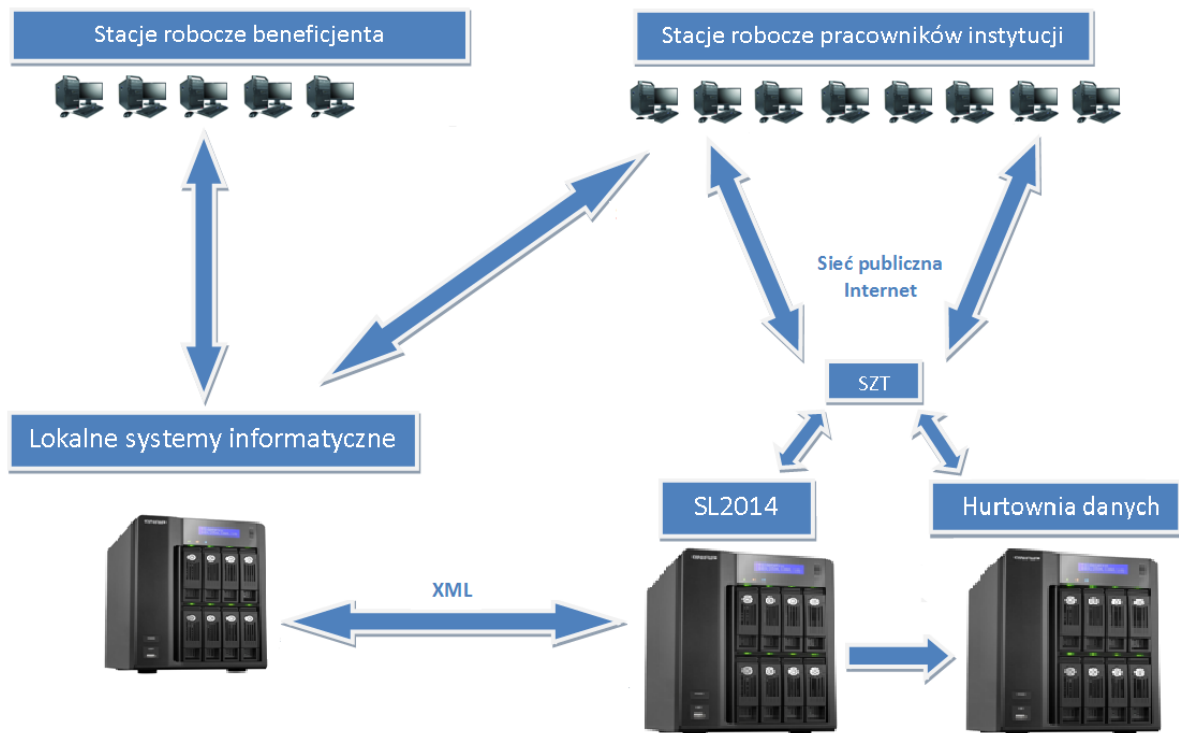 Stacje robocze beneficjenta
Stacje robocze pracowników instytucji
Sieć publiczna
Internet
SZT
Lokalne systemy informatyczne
SL2014
Hurtownia danych
XML